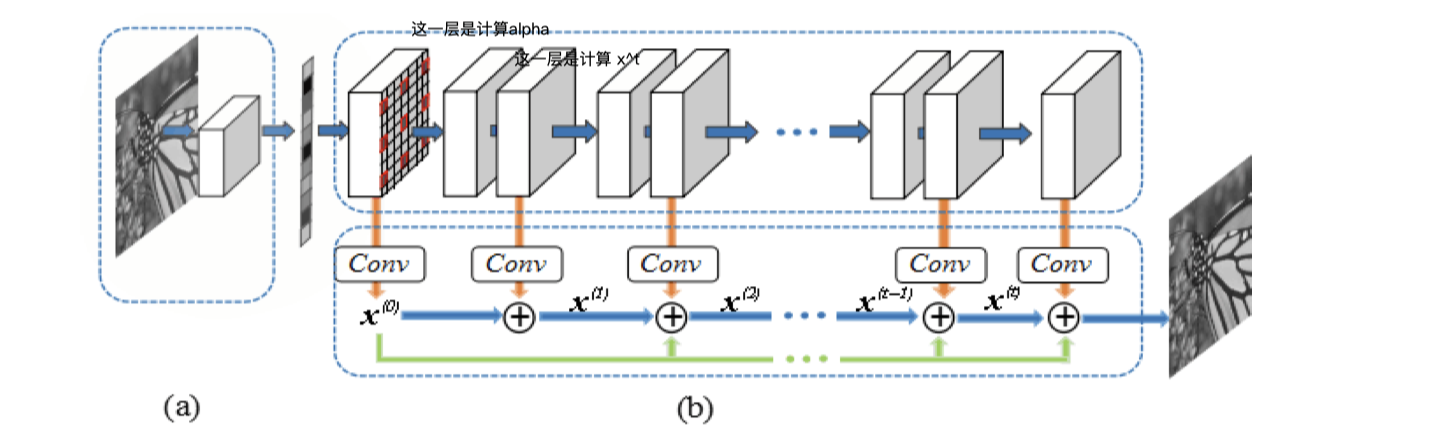 这一层是计算alpha
这一层是计算 x^t
Conv Conv Conv Conv Conv
x(0) x(1) x(2) x(t−1) x(t)
(a) (b)